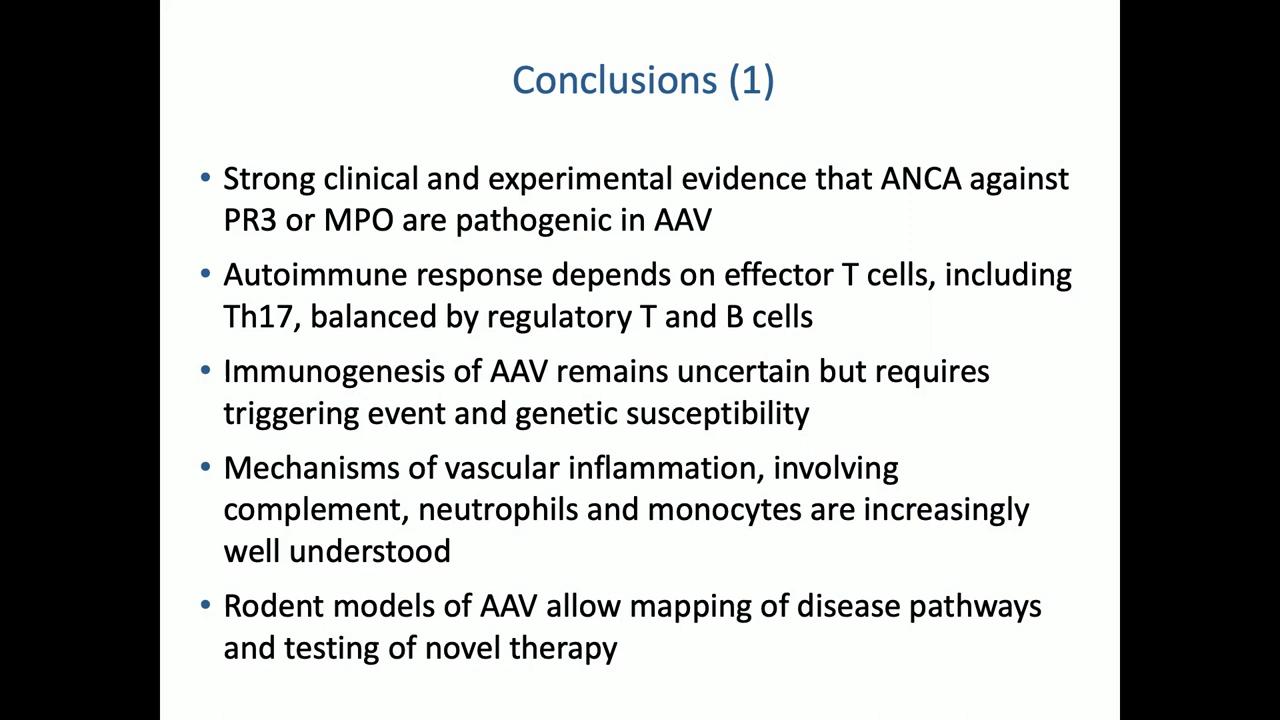 Conclusions (1)
• Strong clinical and experimental evidence that ANCA against
PR3 or MPO are pathogenic in AAV
• Autoimmune response depends on effector T cells, including
Th17, balanced by regulatory T and B cells
• Immunogenesis of AAV remains uncertain but requires
triggering event and genetic susceptibility
• Mechanisms of vascular inflammation, involving
complement, neutrophils and monocytes are increasingly
well understood
• Rodent models of AAV allow mapping of disease pathways
and testing of novel therapy